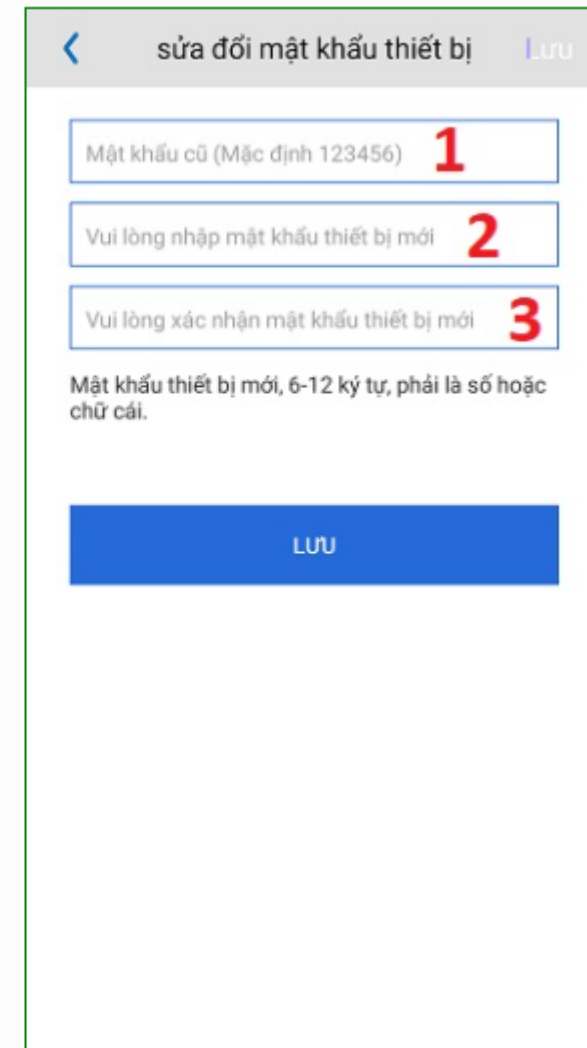 sửa đổi mật khẩu thiết bị Lưu
Mật khẩu cũ (Mặc định 123456) 1
Vui lòng nhập mật khẩu thiết bị mới 2
Vui lòng xác nhận mật khẩu thiết bị mới 3
Mật khẩu thiết bị mới, 6-12 ký tự, phải là số hoặc
chữ cái.
LƯU